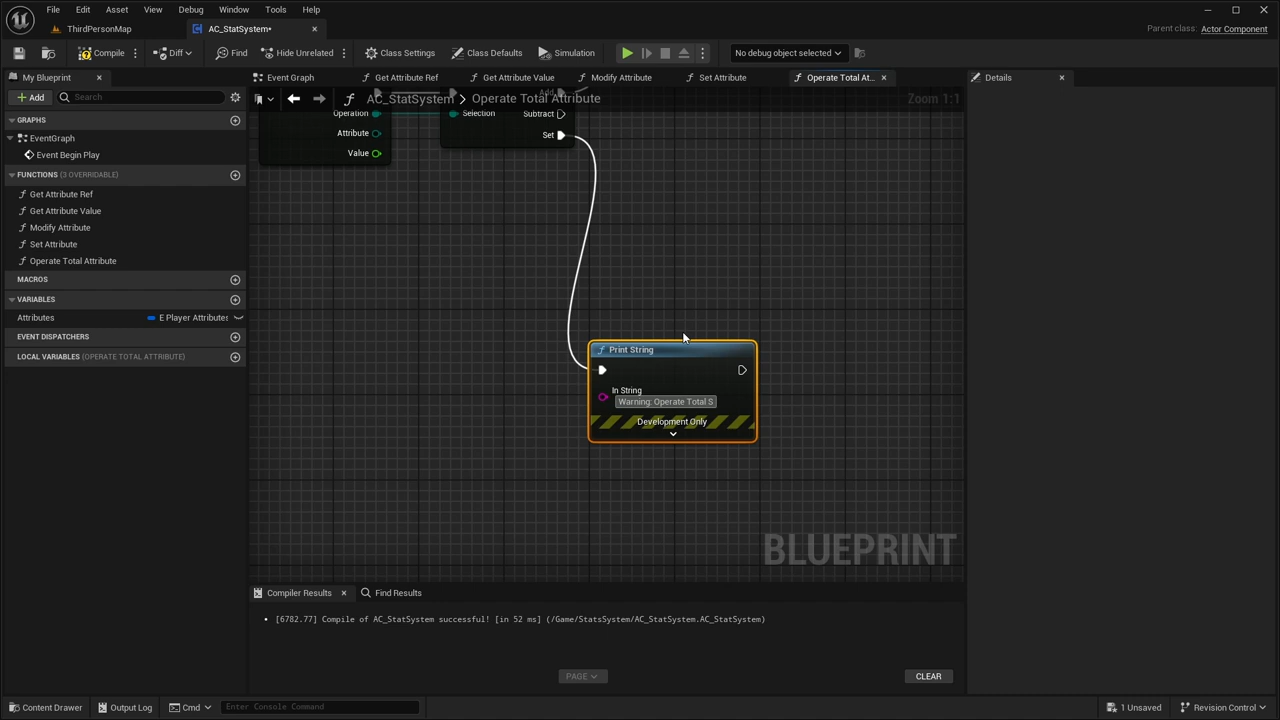 File Edit Asset View Debug Window Tools Help
ThirdPersonMap
AC_StatSystem•
Parent class: Actor Component
Compile
Diff
Find
Hide Unrelated
Class Settings
Class Defaults
Simulation
No debug object selected
My Blueprint
Event Graph
Get Attribute Ref
Get Attribute Value
Modify Attribute
Set Attribute
Operate Total At...
Details
Add
Search
AC_StatSystem > Operate Total Attribute
Zoom 1:1
GRAPHS
EventGraph
Event Begin Play
FUNCTIONS (3 OVERRIDABLE)
Get Attribute Ref
Get Attribute Value
Modify Attribute
Set Attribute
Operate Total Attribute
MACROS
VARIABLES
Attributes
E Player Attributes
EVENT DISPATCHERS
LOCAL VARIABLES (OPERATE TOTAL ATTRIBUTE)
Operation
Attribute
Value
Selection
Add
Subtract
Set
Print String
In String
Warning: Operate Total S
Development Only
BLUEPRINT
Compiler Results
Find Results
• [6782.77] Compile of AC_StatSystem successful! [in 52 ms] (/Game/StatsSystem/AC_StatSystem.AC_StatSystem)
PAGE
CLEAR
Content Drawer
Output Log
Cmd
Enter Console Command
1 Unsaved
Revision Control